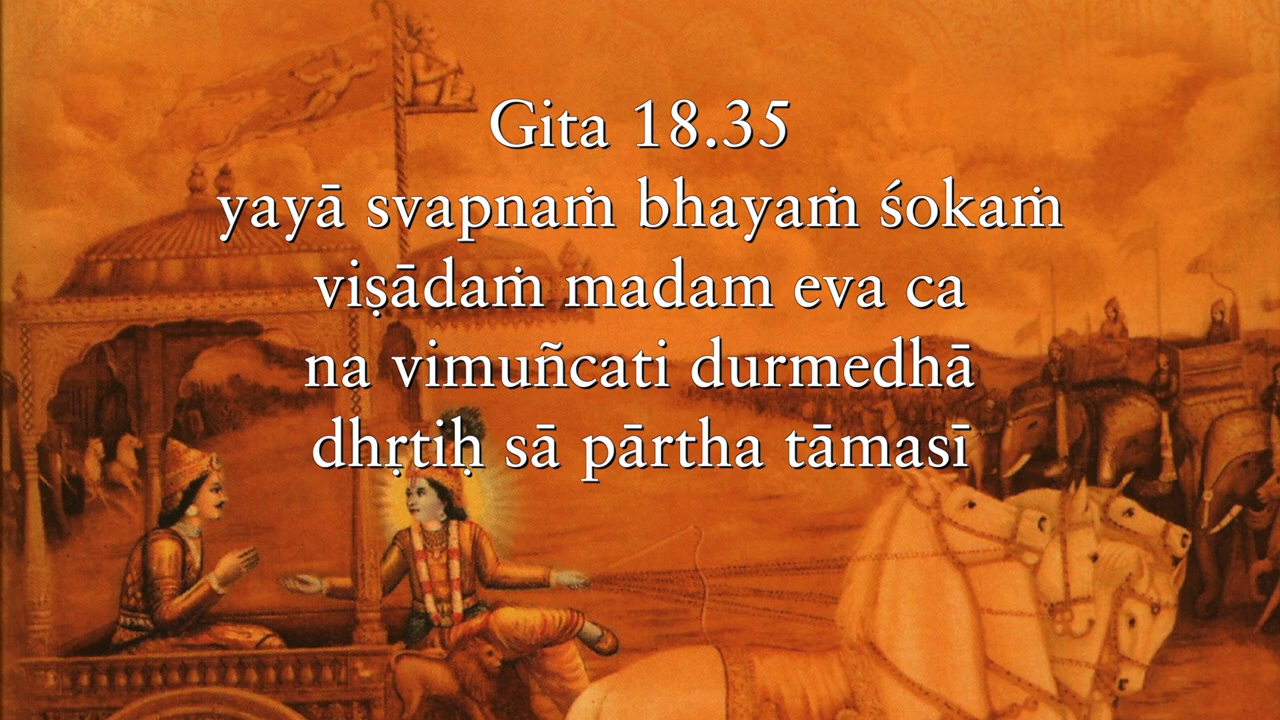 Gita 18.35
yayā svapnaṁ bhayaṁ śokaṁ
viṣādaṁ madam eva ca
na vimuñcati durmedhā
dhṛtiḥ sā pārtha tāmasī